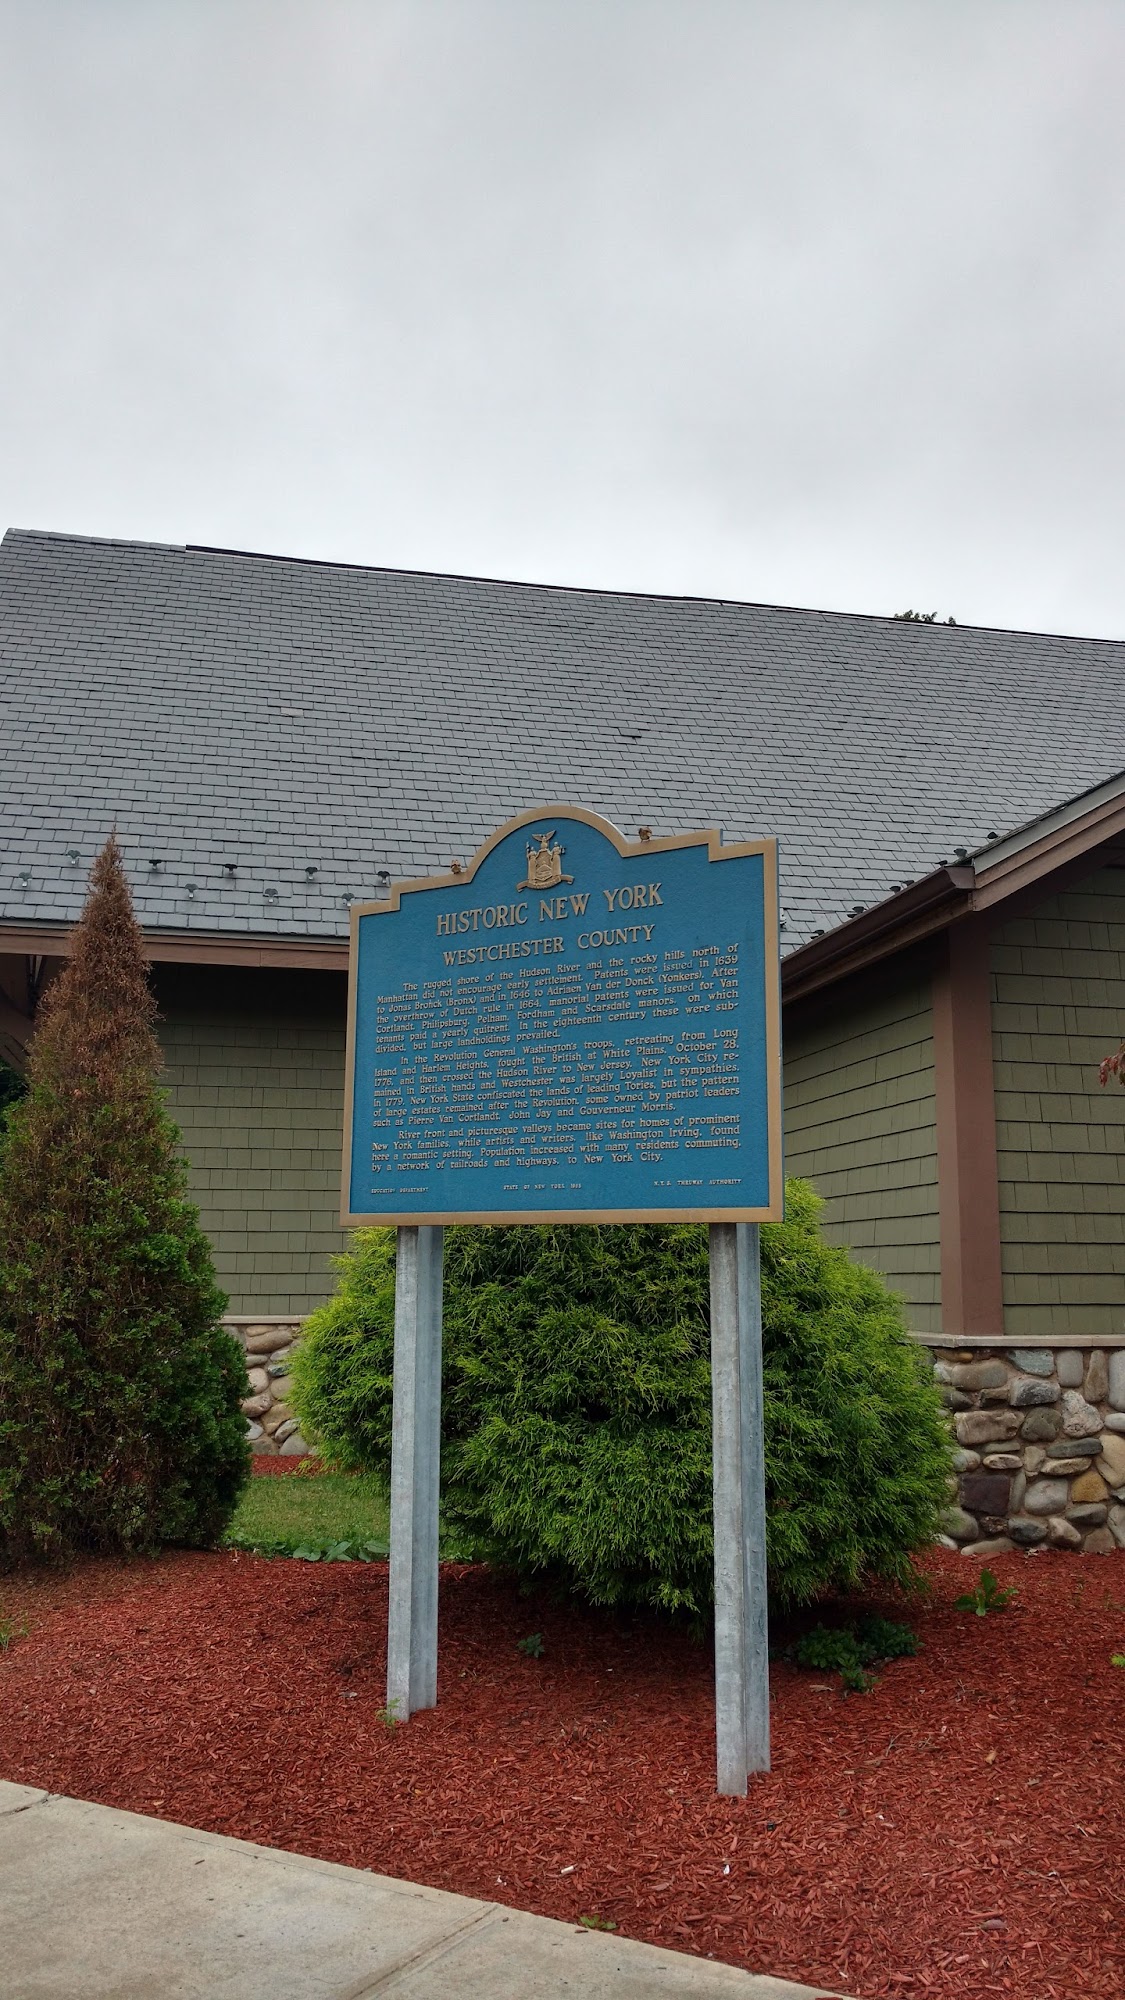 HISTORIC NEW YORK
WESTCHESTER COUNTY
The rugged shore of the Hudson River and the rocky hills north of
Manhattan did not encourage early settlement. Patents were issued in 1639
to Jonas Bronck (Bronx) and in 1646 to Adriaen Van der Donck (Yonkers). After
the overthrow of Dutch rule in 1664, manorial patents were issued for Van
Cortlandt, Philipsburg, Pelham, Fordham and Scarsdale manors, on which
tenants paid a yearly quitrent. In the eighteenth century these were sub-
divided, but large landholdings prevailed.
In the Revolution General Washington's troops, retreating from Long
Island and Harlem Heights, fought the British at White Plains, October 28,
1776, and then crossed the Hudson River to New Jersey. New York City re-
mained in British hands and Westchester was largely Loyalist in sympathies.
In 1779, New York State confiscated the lands of leading Tories, but the pattern
of large estates remained after the Revolution, some owned by patriot leaders
such as Pierre Van Cortlandt, John Jay and Gouverneur Morris.
River front and picturesque valleys became sites for homes of prominent
New York families, while artists and writers, like Washington Irving, found
here a romantic setting. Population increased with many residents commuting,
by a network of railroads and highways, to New York City.
EDUCATION DEPARTMENT STATE OF NEW YORK N.Y.S. THRUWAY AUTHORITY